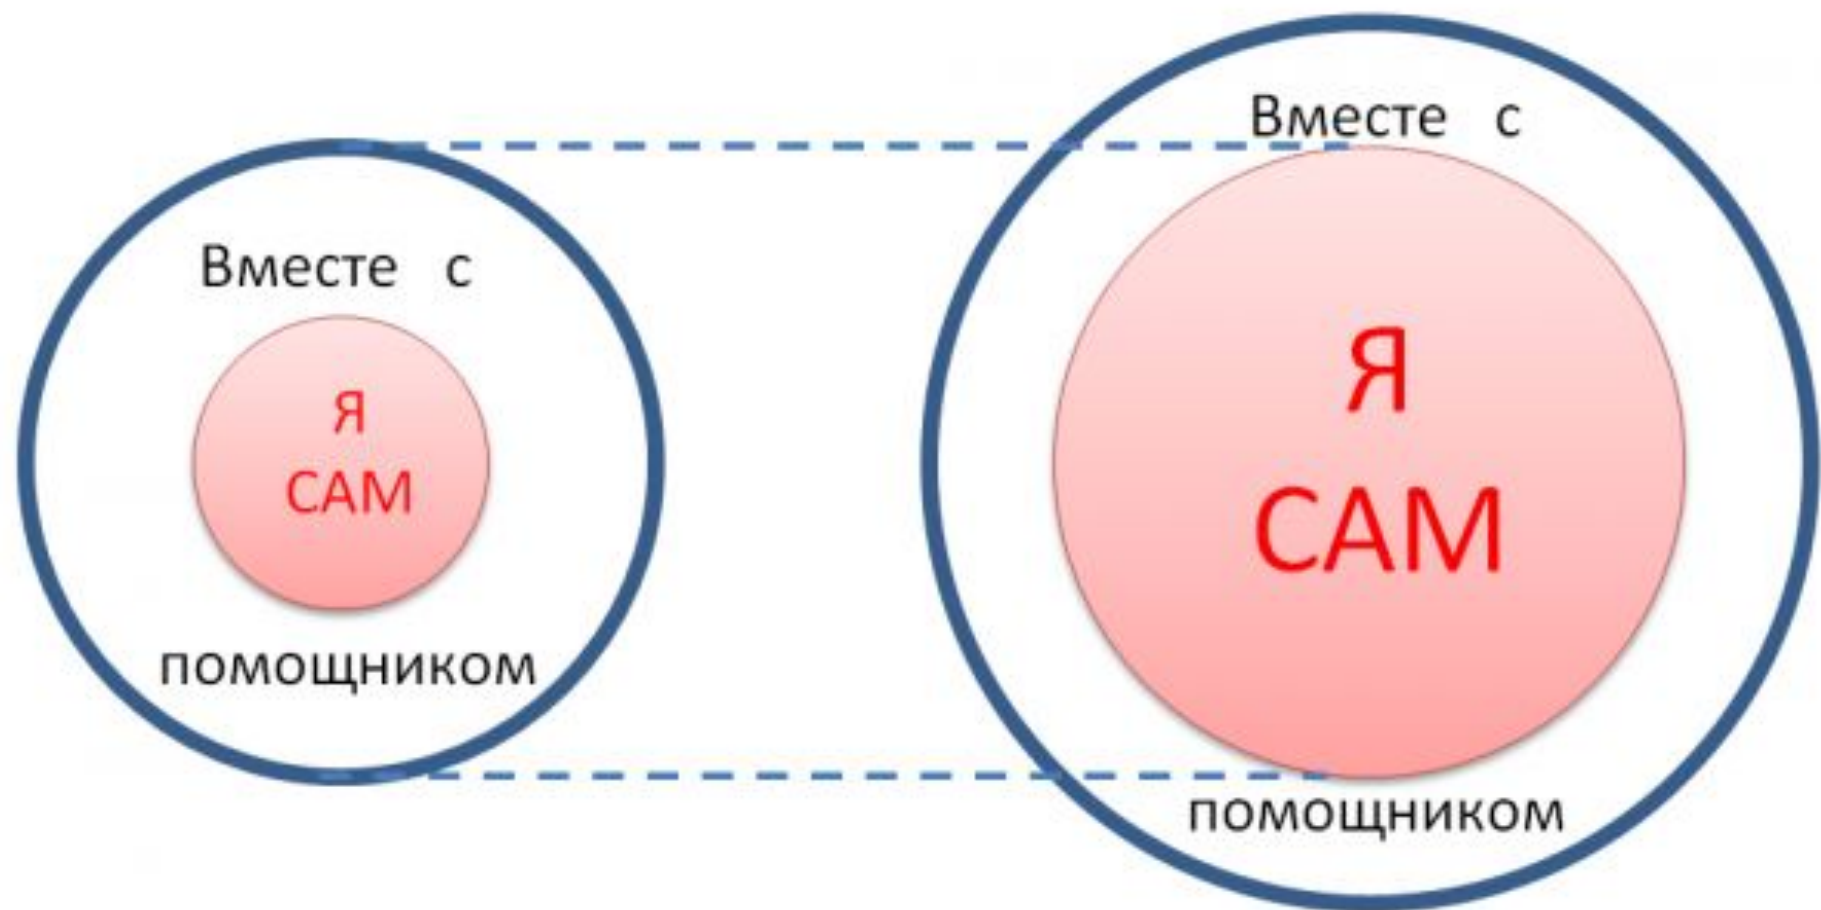 Вместе с
Я
САМ
помощником
Вместе с
Я
САМ
помощником